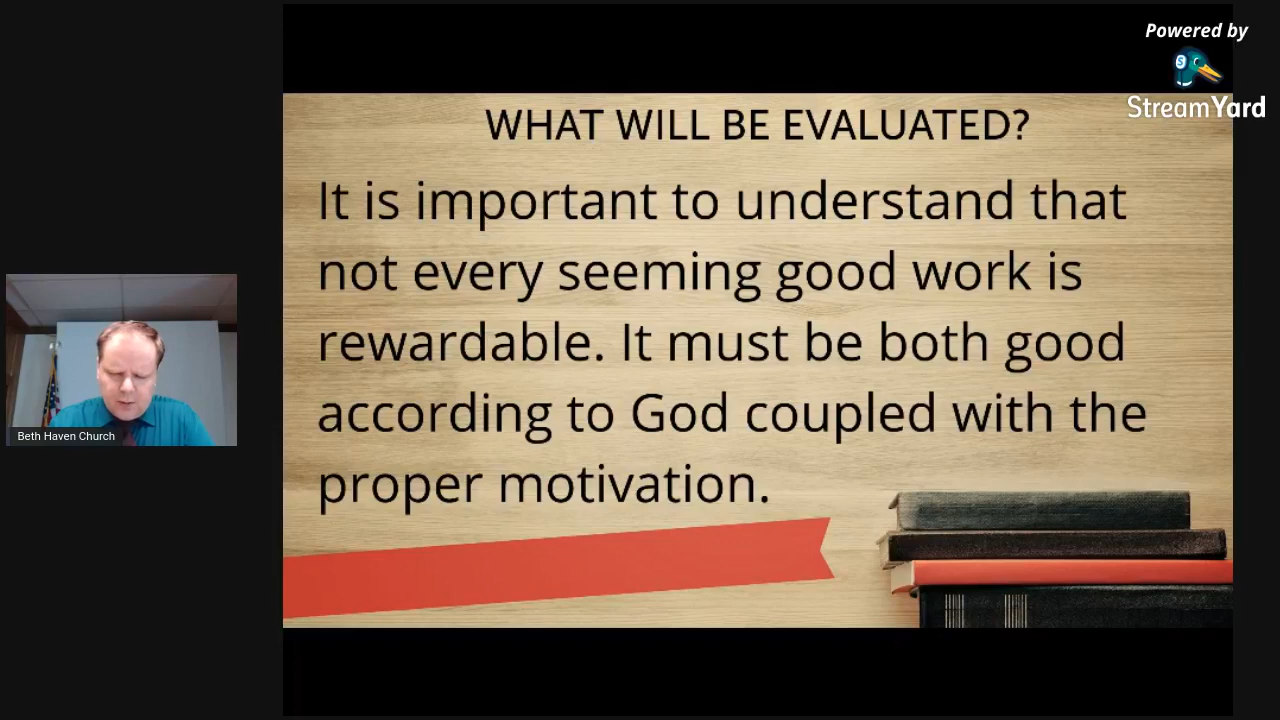 Powered by
StreamYard
WHAT WILL BE EVALUATED?
It is important to understand that
not every seeming good work is
rewardable. It must be both good
according to God coupled with the
proper motivation.
Beth Haven Church